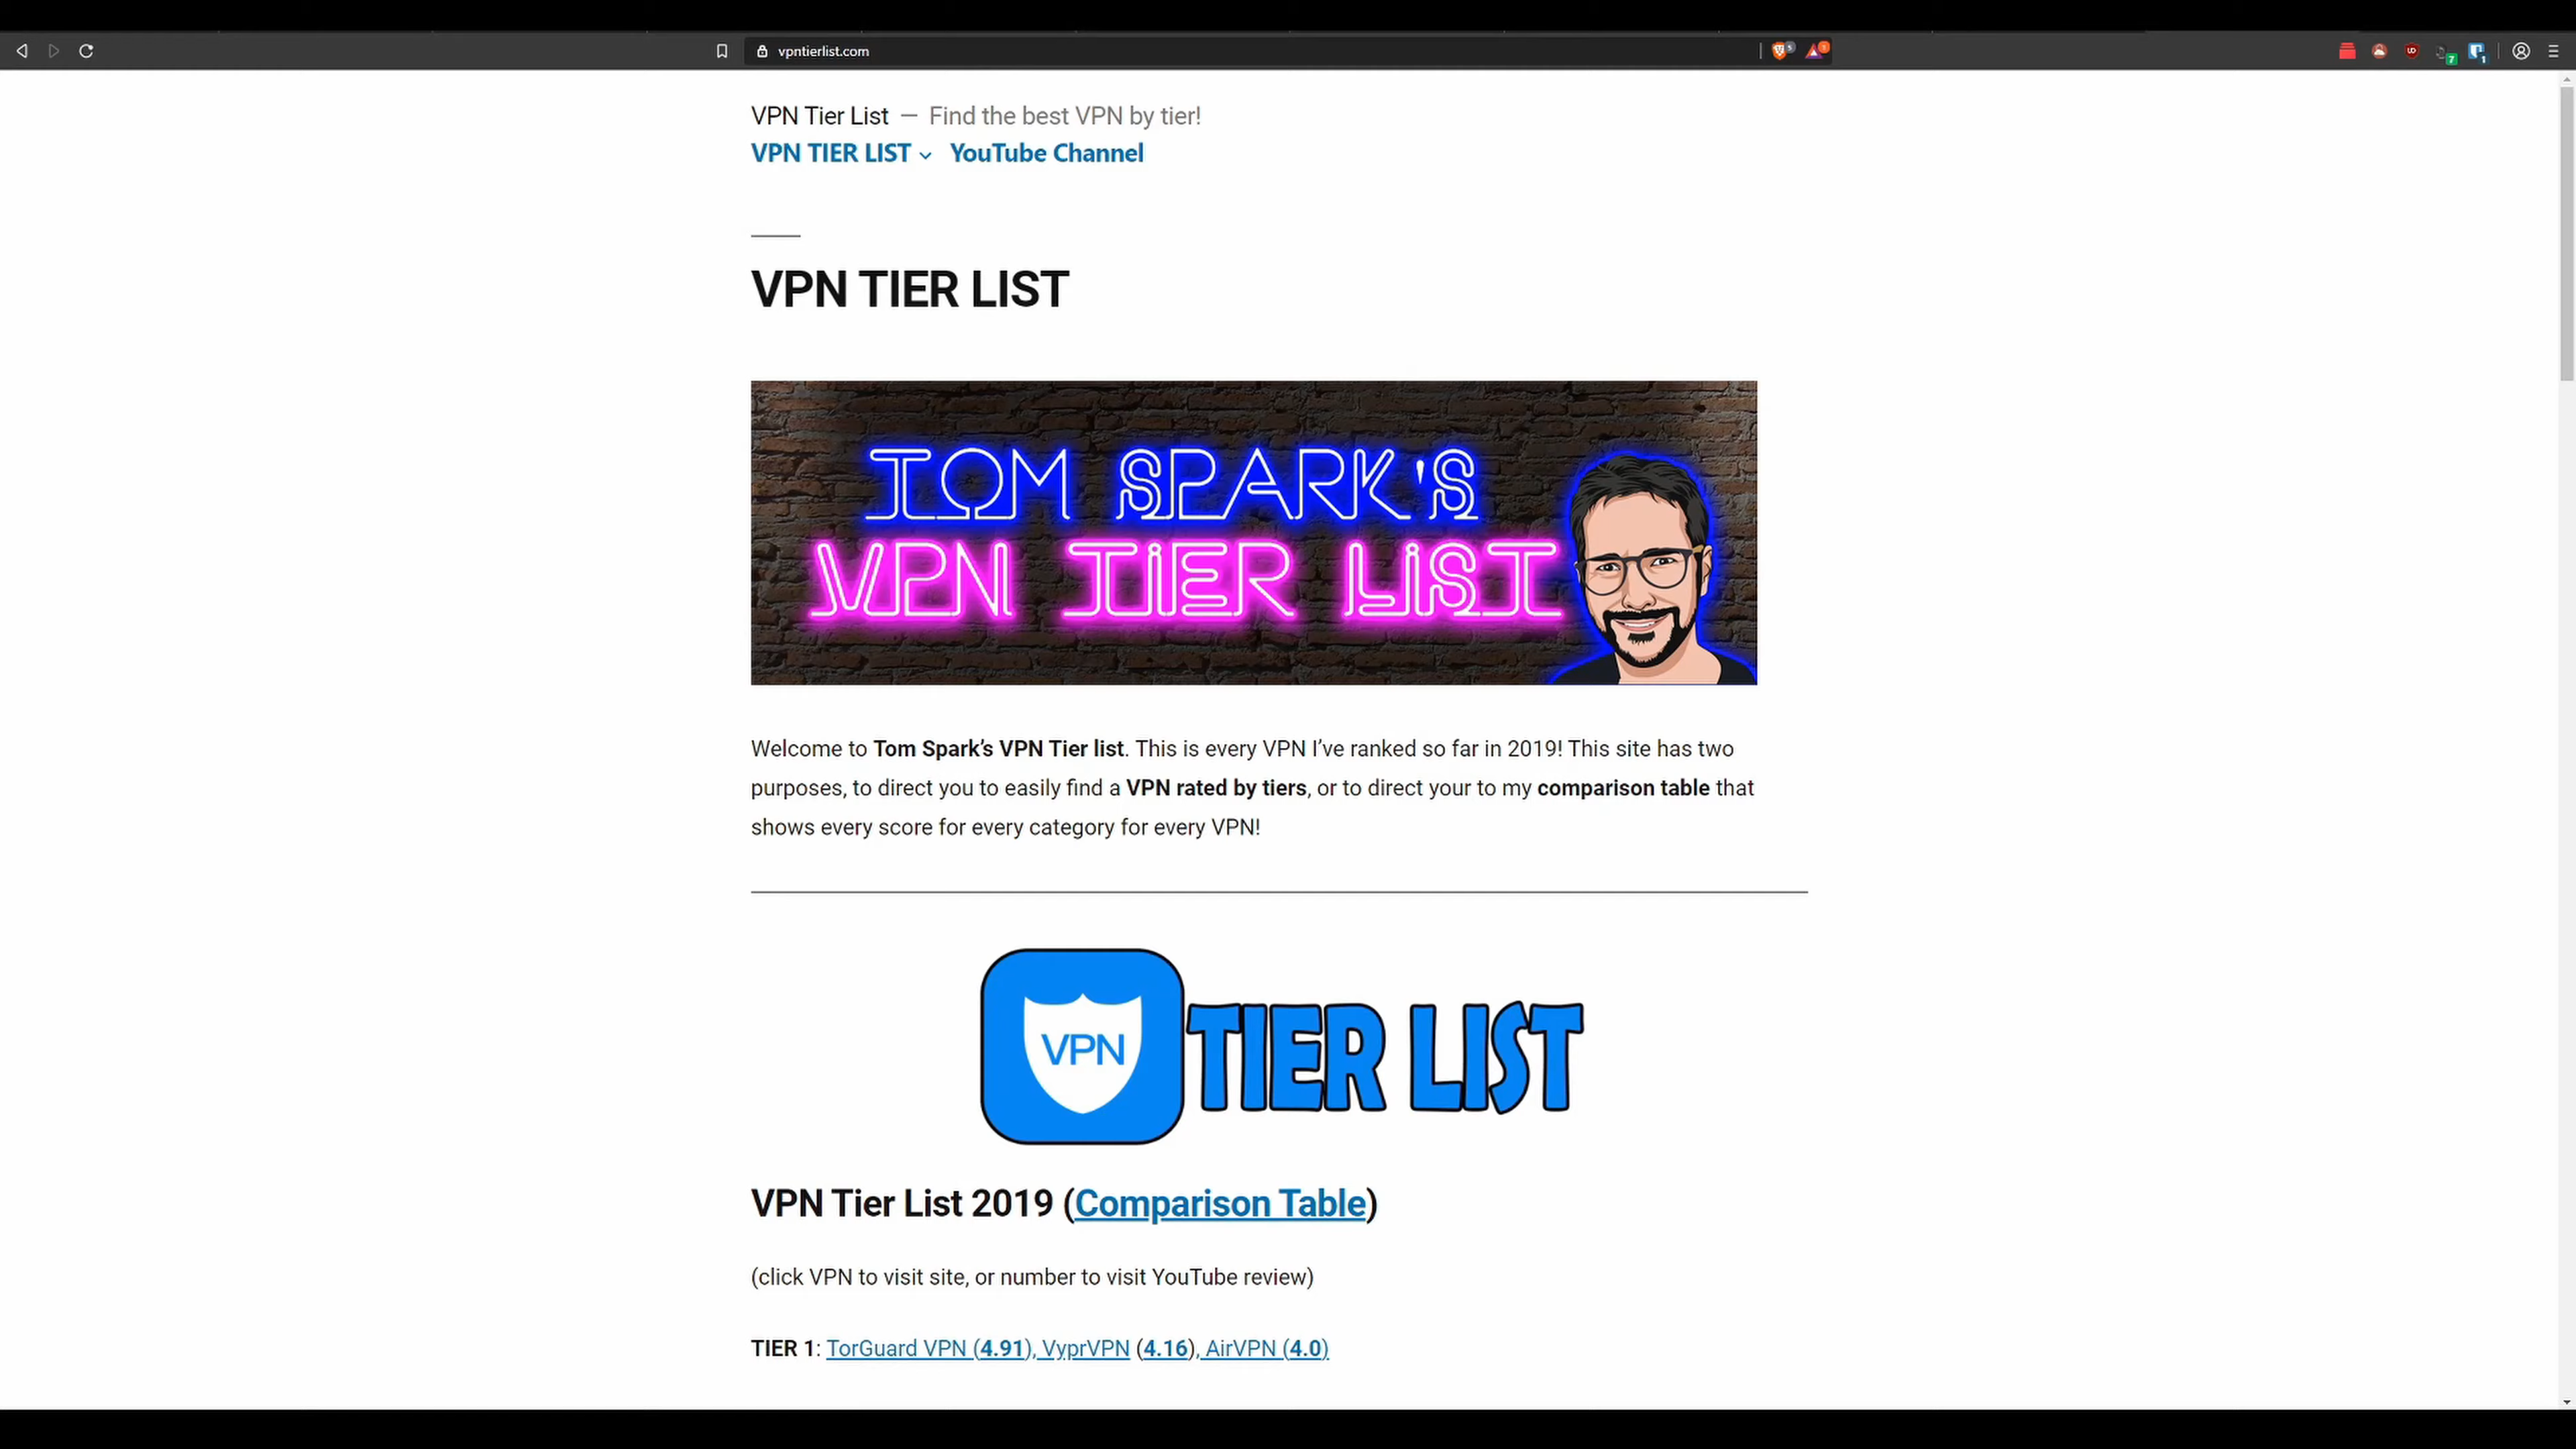 vpntierlist.com
VPN Tier List — Find the best VPN by tier!
VPN TIER LIST YouTube Channel
VPN TIER LIST
TOM SPARK'S
VPN TIER LIST
Welcome to Tom Spark's VPN Tier list. This is every VPN I've ranked so far in 2019! This site has two
purposes, to direct you to easily find a VPN rated by tiers, or to direct your to my comparison table that
shows every score for every category for every VPN!
VPN TIER LIST
VPN Tier List 2019 (Comparison Table)
(click VPN to visit site, or number to visit YouTube review)
TIER 1: TorGuard VPN (4.91), VyprVPN (4.16), AirVPN (4.0)